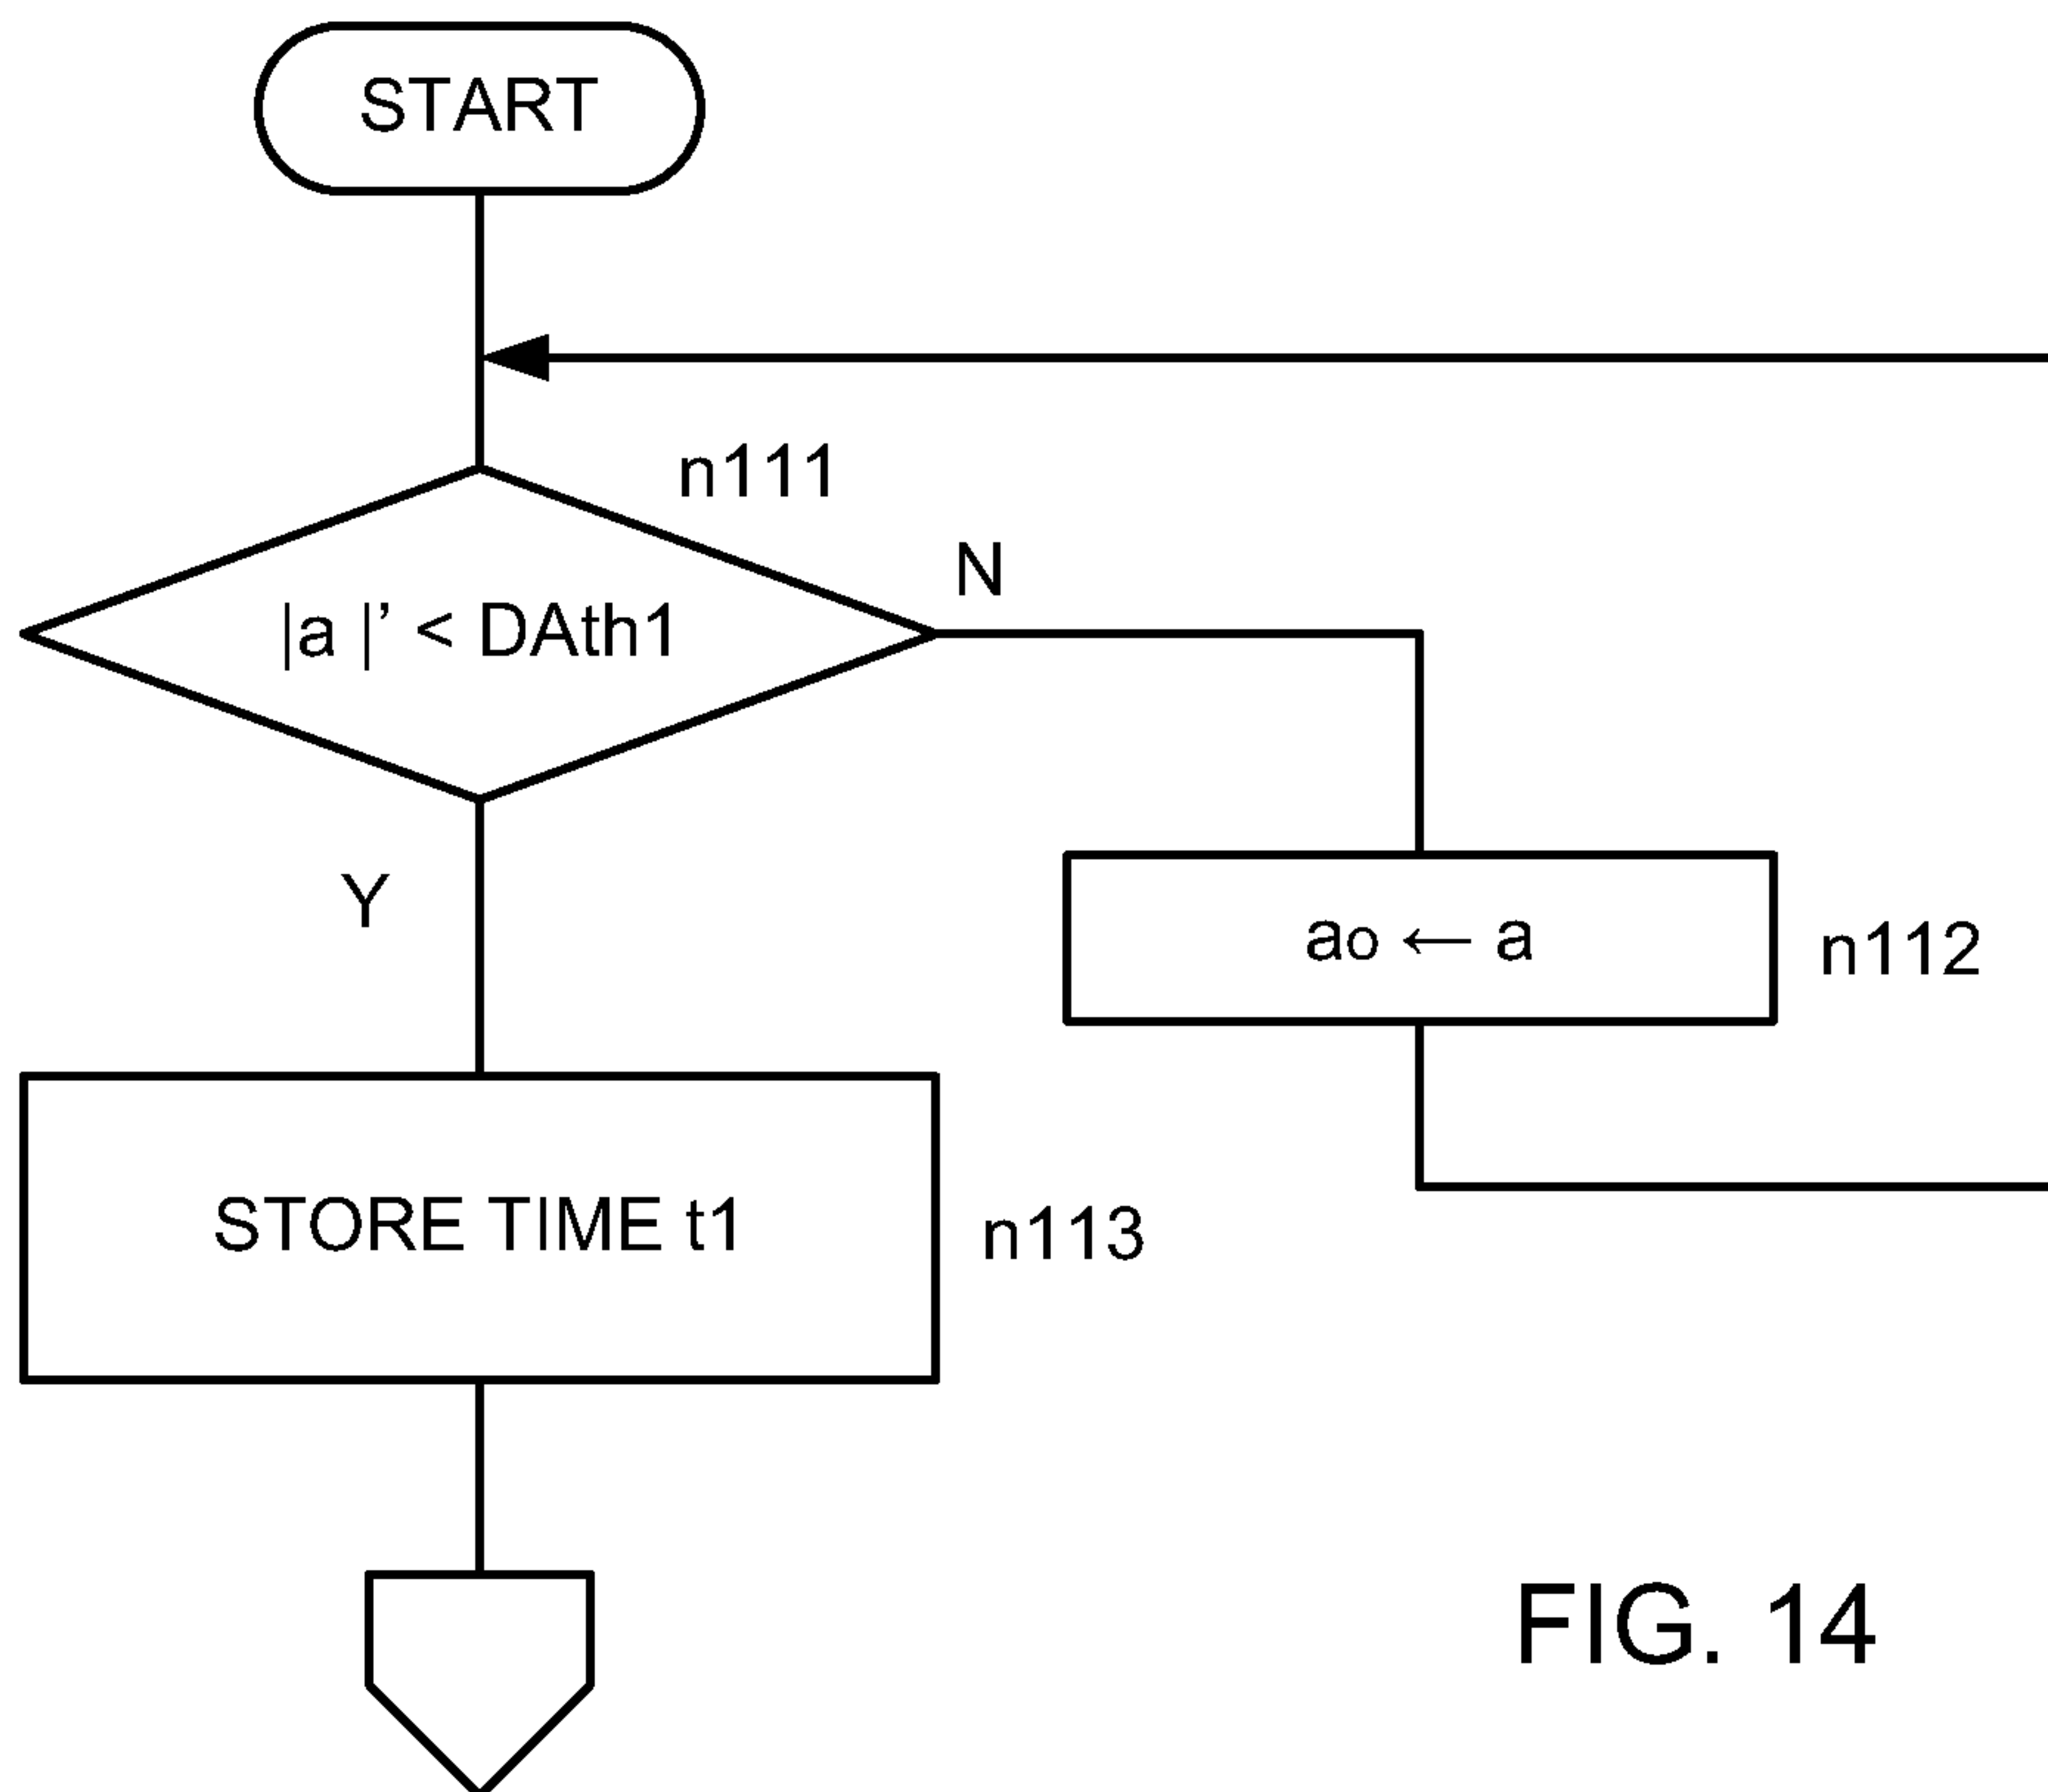 START
n111
N
|a |’ < DAth1
Y
ao ← a
n112
STORE TIME t1
n113
FIG. 14